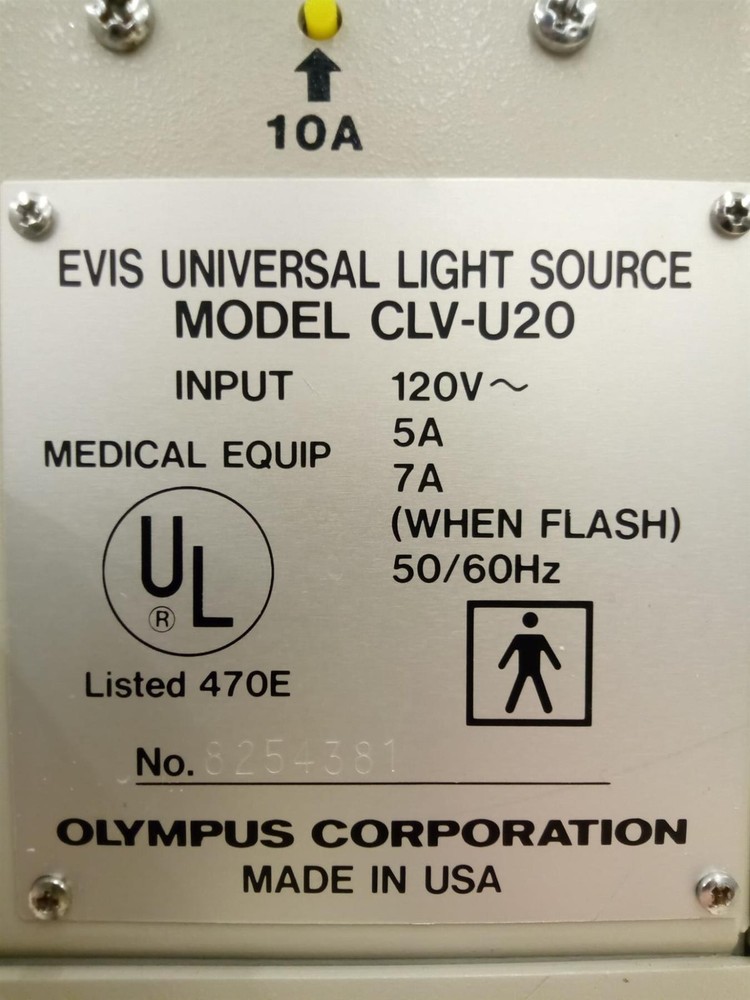 10A
EVIS UNIVERSAL LIGHT SOURCE
MODEL CLV-U20
INPUT 120V～
5A
7A
(WHEN FLASH)
50/60Hz
MEDICAL EQUIP
UL
®
Listed 470E
No. 8254381
OLYMPUS CORPORATION
MADE IN USA